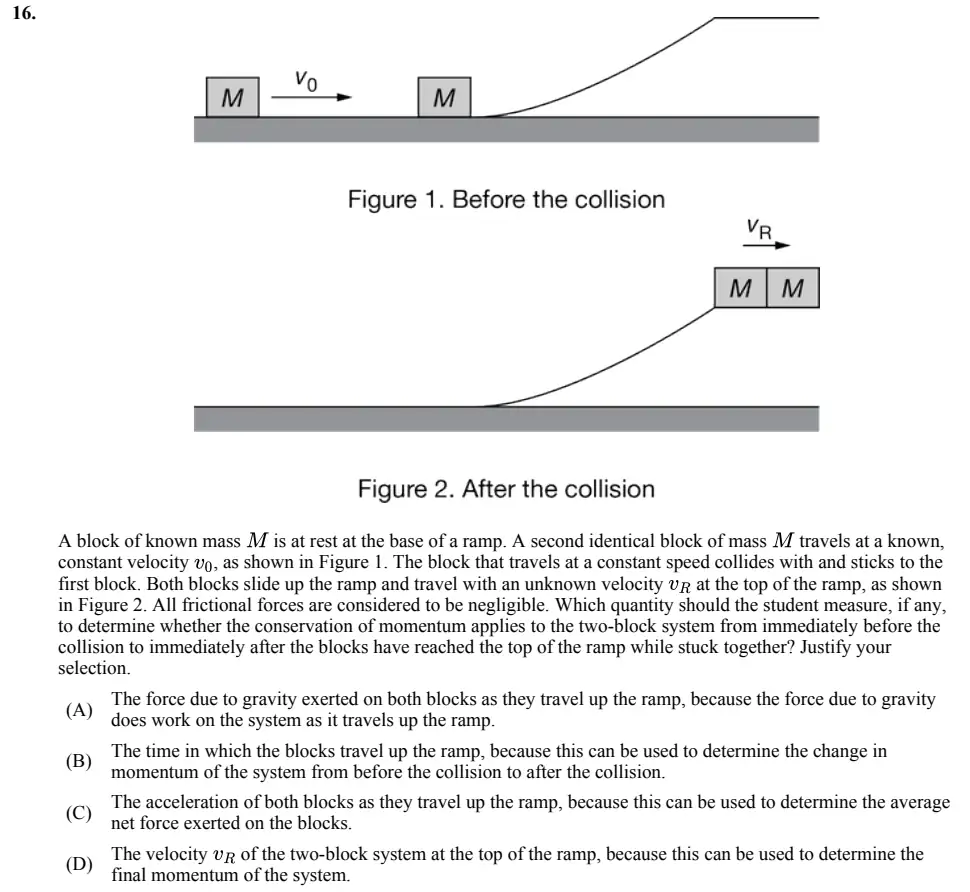 16.
v0
M
M
Figure 1. Before the collision
vR
M M
Figure 2. After the collision
A block of known mass M is at rest at the base of a ramp. A second identical block of mass M travels at a known,
constant velocity v0, as shown in Figure 1. The block that travels at a constant speed collides with and sticks to the
first block. Both blocks slide up the ramp and travel with an unknown velocity vR at the top of the ramp, as shown
in Figure 2. All frictional forces are considered to be negligible. Which quantity should the student measure, if any,
to determine whether the conservation of momentum applies to the two-block system from immediately before the
collision to immediately after the blocks have reached the top of the ramp while stuck together? Justify your
selection.
(A) The force due to gravity exerted on both blocks as they travel up the ramp, because the force due to gravity
does work on the system as it travels up the ramp.
(B) The time in which the blocks travel up the ramp, because this can be used to determine the change in
momentum of the system from before the collision to after the collision.
(C) The acceleration of both blocks as they travel up the ramp, because this can be used to determine the average
net force exerted on the blocks.
(D) The velocity vR of the two-block system at the top of the ramp, because this can be used to determine the
final momentum of the system.